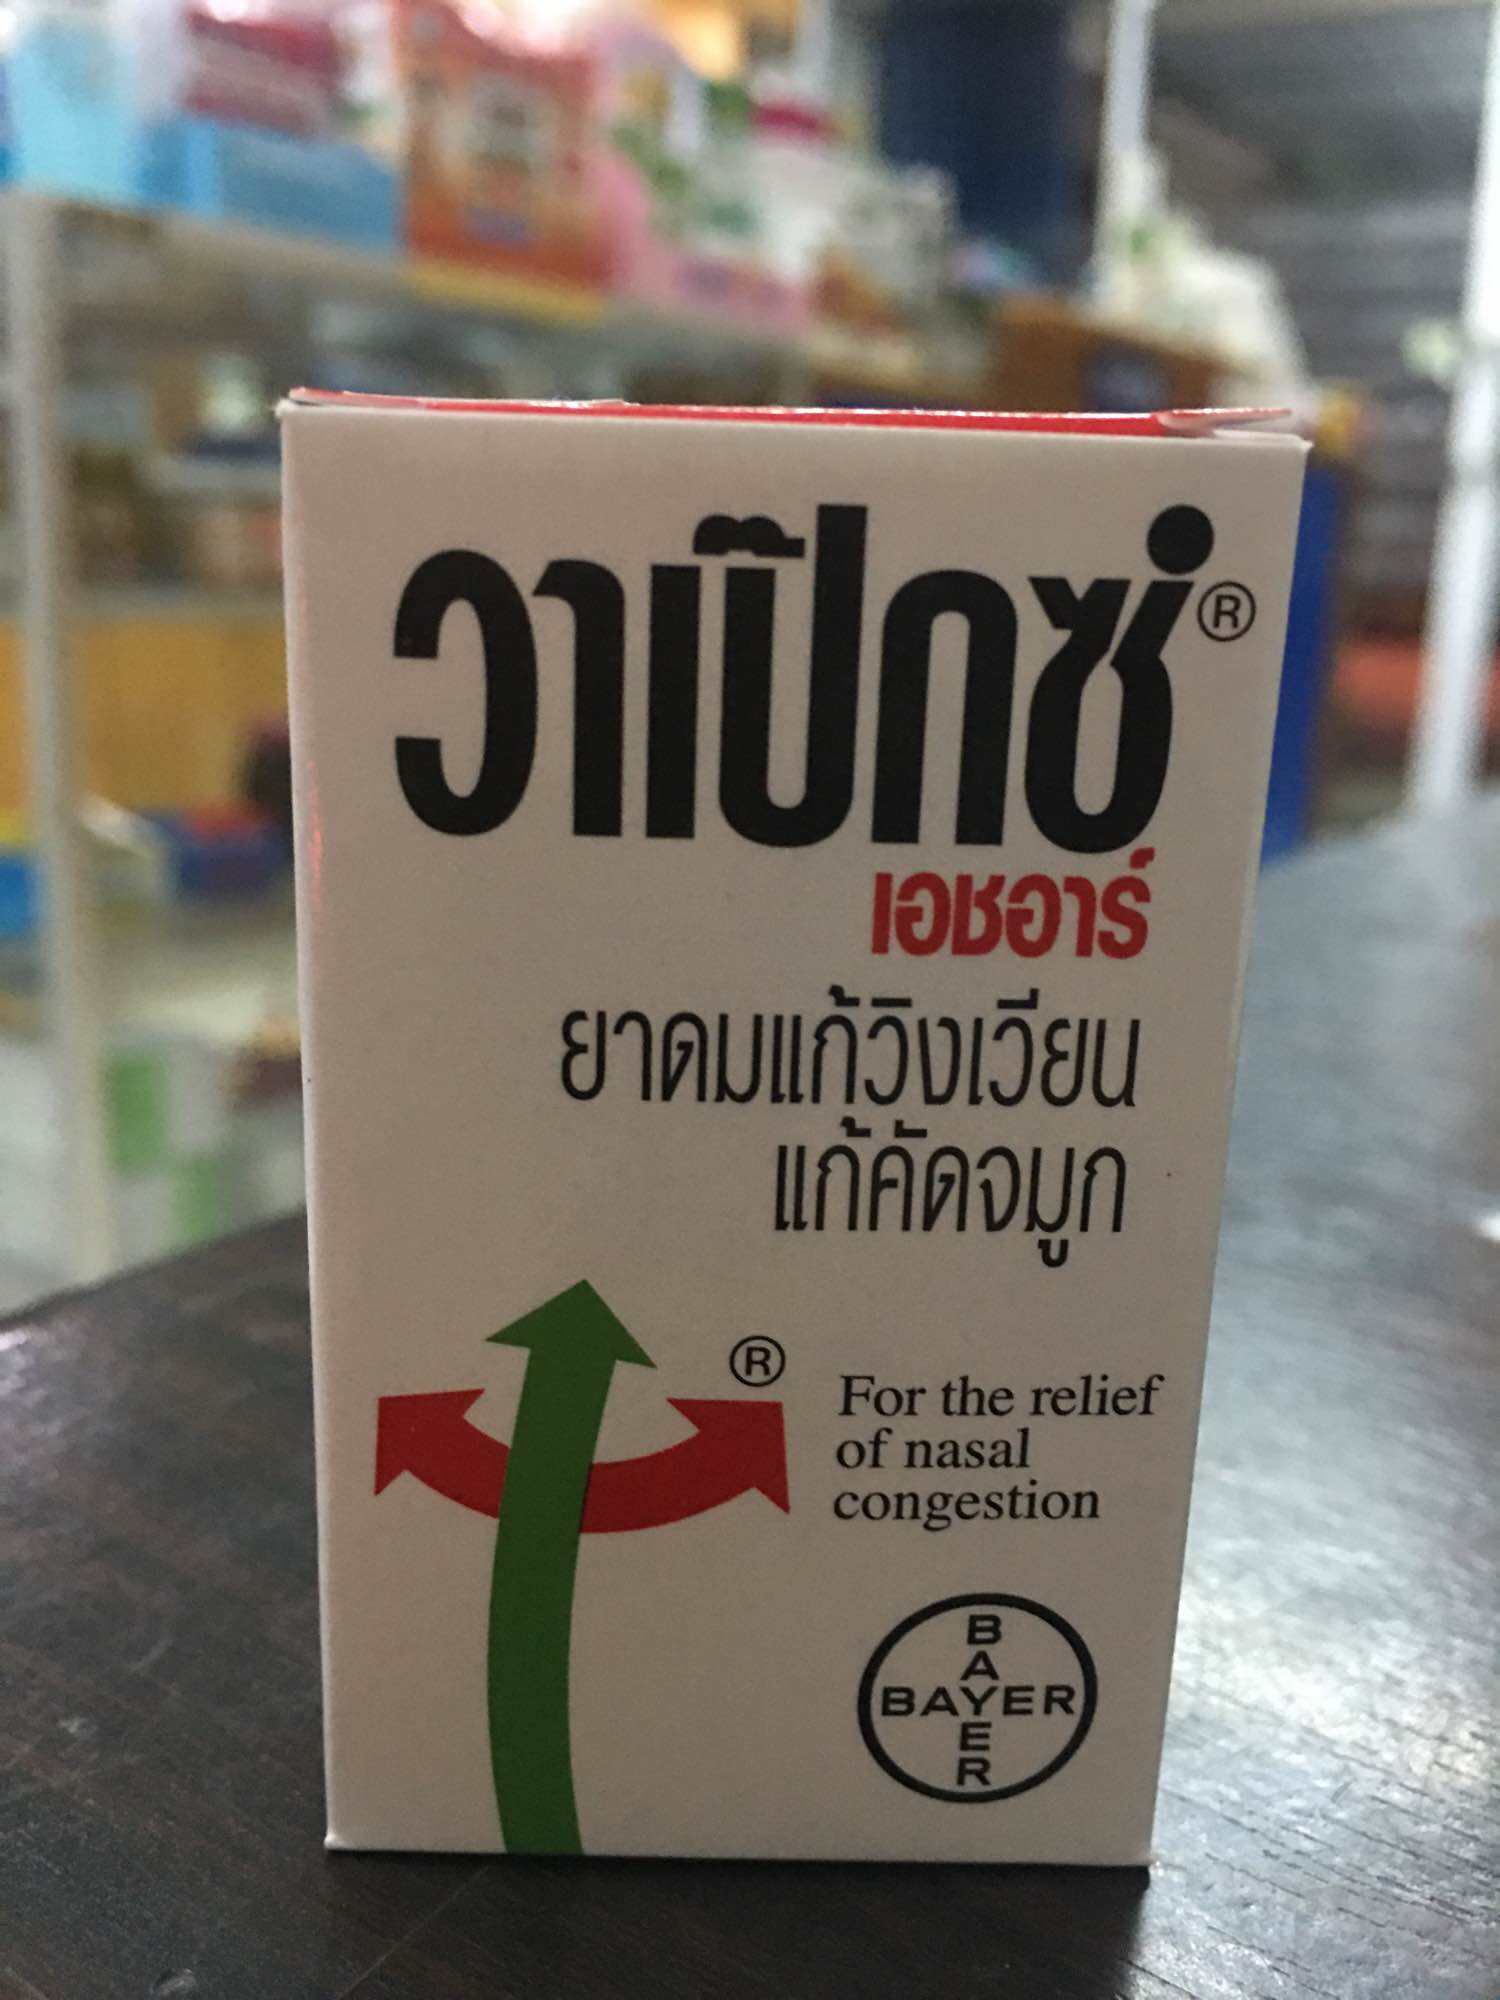 วาเป๊กซ์®
เอชอาร์
ยาดมแก้วิงเวียน
แก้คัดจมูก
®
For the relief
of nasal
congestion
BAYER
BAYER